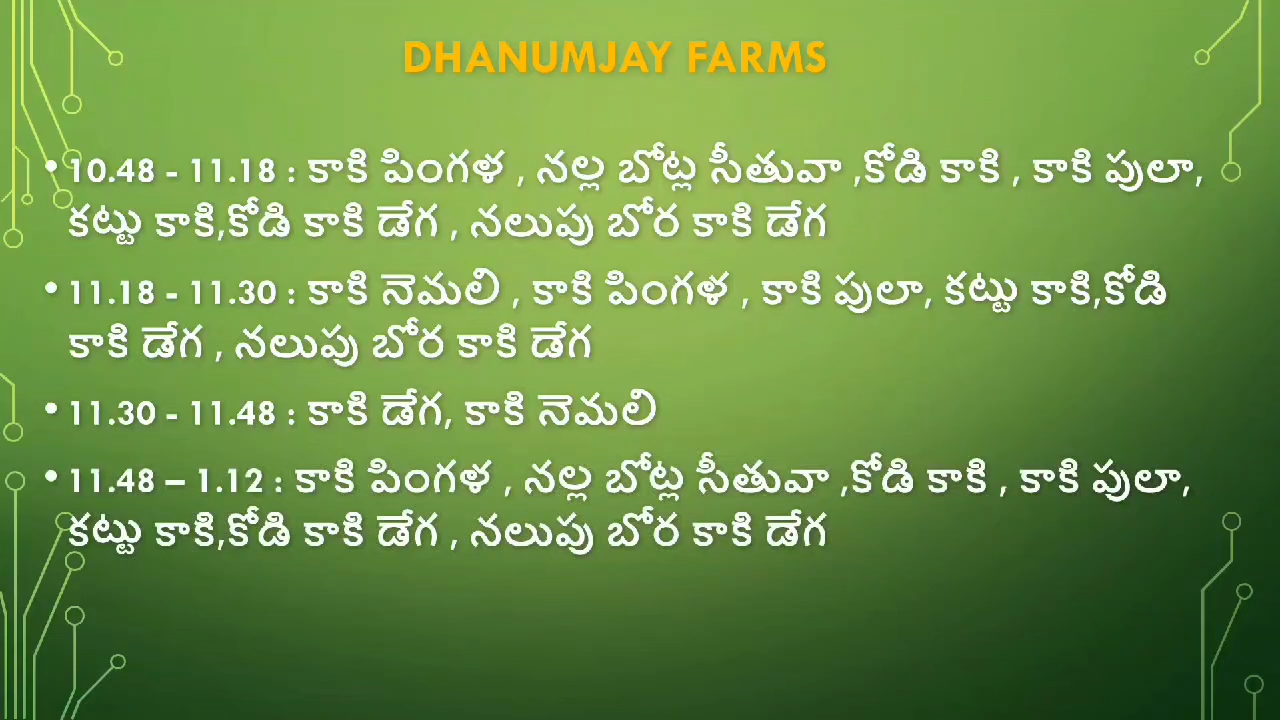 DHANUMJAY FARMS
• 10.48 - 11.18 : కాకి పింగళ , నల్ల బోట్ల సీతువా ,కోడి కాకి , కాకి పులా,
కట్టు కాకి,కోడి కాకి డేగ , నలుపు బోర కాకి డేగ
• 11.18 - 11.30 : కాకి నెమలి , కాకి పింగళ , కాకి పులా, కట్టు కాకి,కోడి
కాకి డేగ , నలుపు బోర కాకి డేగ
• 11.30 - 11.48 : కాకి డేగ, కాకి నెమలి
• 11.48 – 1.12 : కాకి పింగళ , నల్ల బోట్ల సీతువా ,కోడి కాకి , కాకి పులా,
కట్టు కాకి,కోడి కాకి డేగ , నలుపు బోర కాకి డేగ